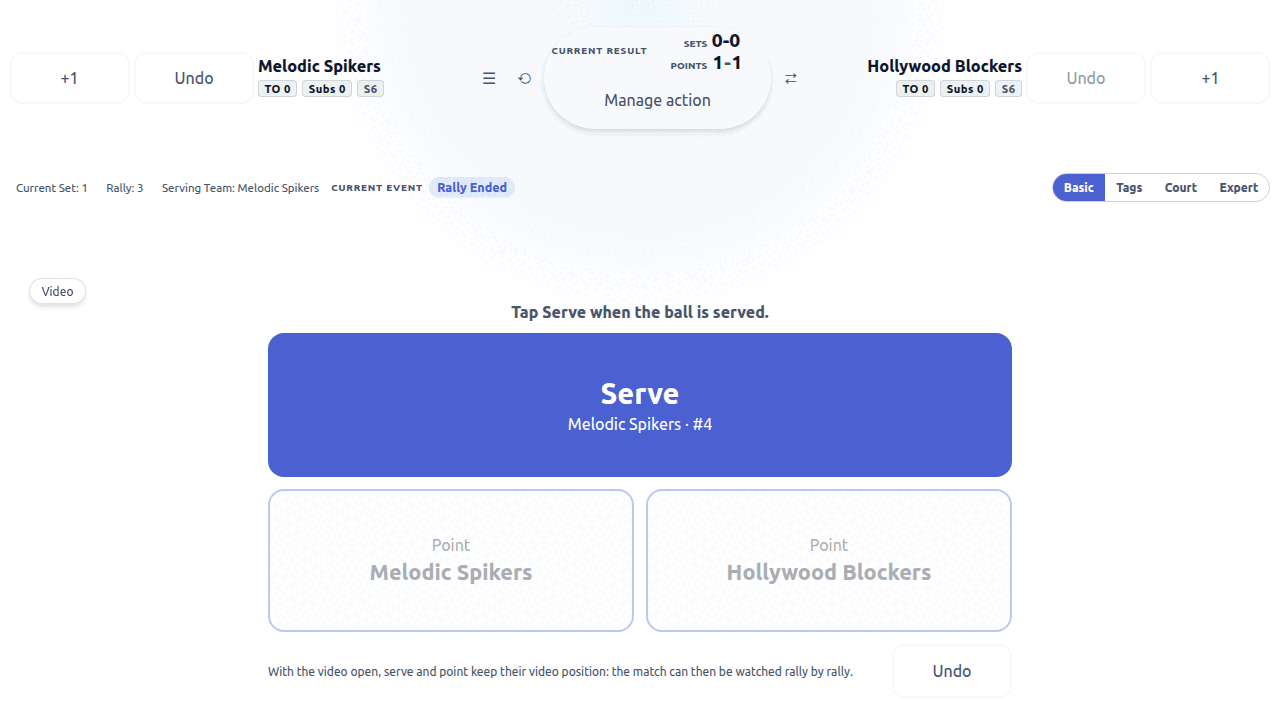 +1
Undo
Melodic Spikers
TO 0
Subs 0
S6
CURRENT RESULT
SETS 0-0
POINTS 1-1
Manage action
Hollywood Blockers
TO 0
Subs 0
S6
Undo
+1
Current Set: 1
Rally: 3
Serving Team: Melodic Spikers
CURRENT EVENT
Rally Ended
Basic
Tags
Court
Expert
Video
Tap Serve when the ball is served.
Serve
Melodic Spikers · #4
Point
Melodic Spikers
Point
Hollywood Blockers
With the video open, serve and point keep their video position: the match can then be watched rally by rally.
Undo